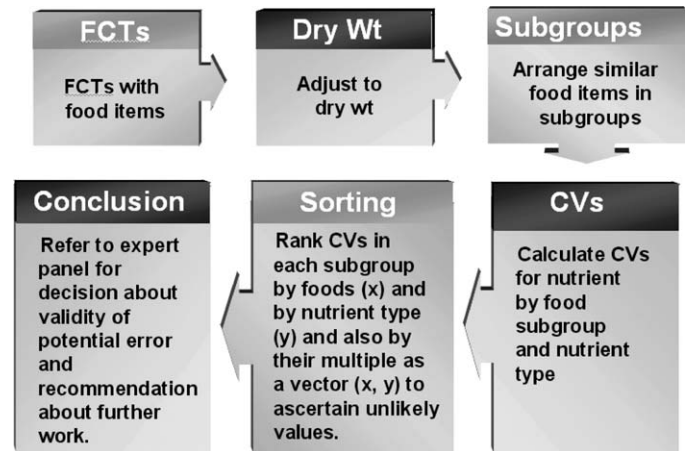 FCTs
FCTs with
food items
Dry Wt
Adjust to
dry wt
Subgroups
Arrange similar
food items in
subgroups
CVs
Calculate CVs
for nutrient
by food
subgroup
and nutrient
type
Sorting
Rank CVs in
each subgroup
by foods (x) and
by nutrient type
(y) and also by
their multiple as
a vector (x, y) to
ascertain unlikely
values.
Conclusion
Refer to expert
panel for
decision about
validity of
potential error
and
recommendation
about further
work.